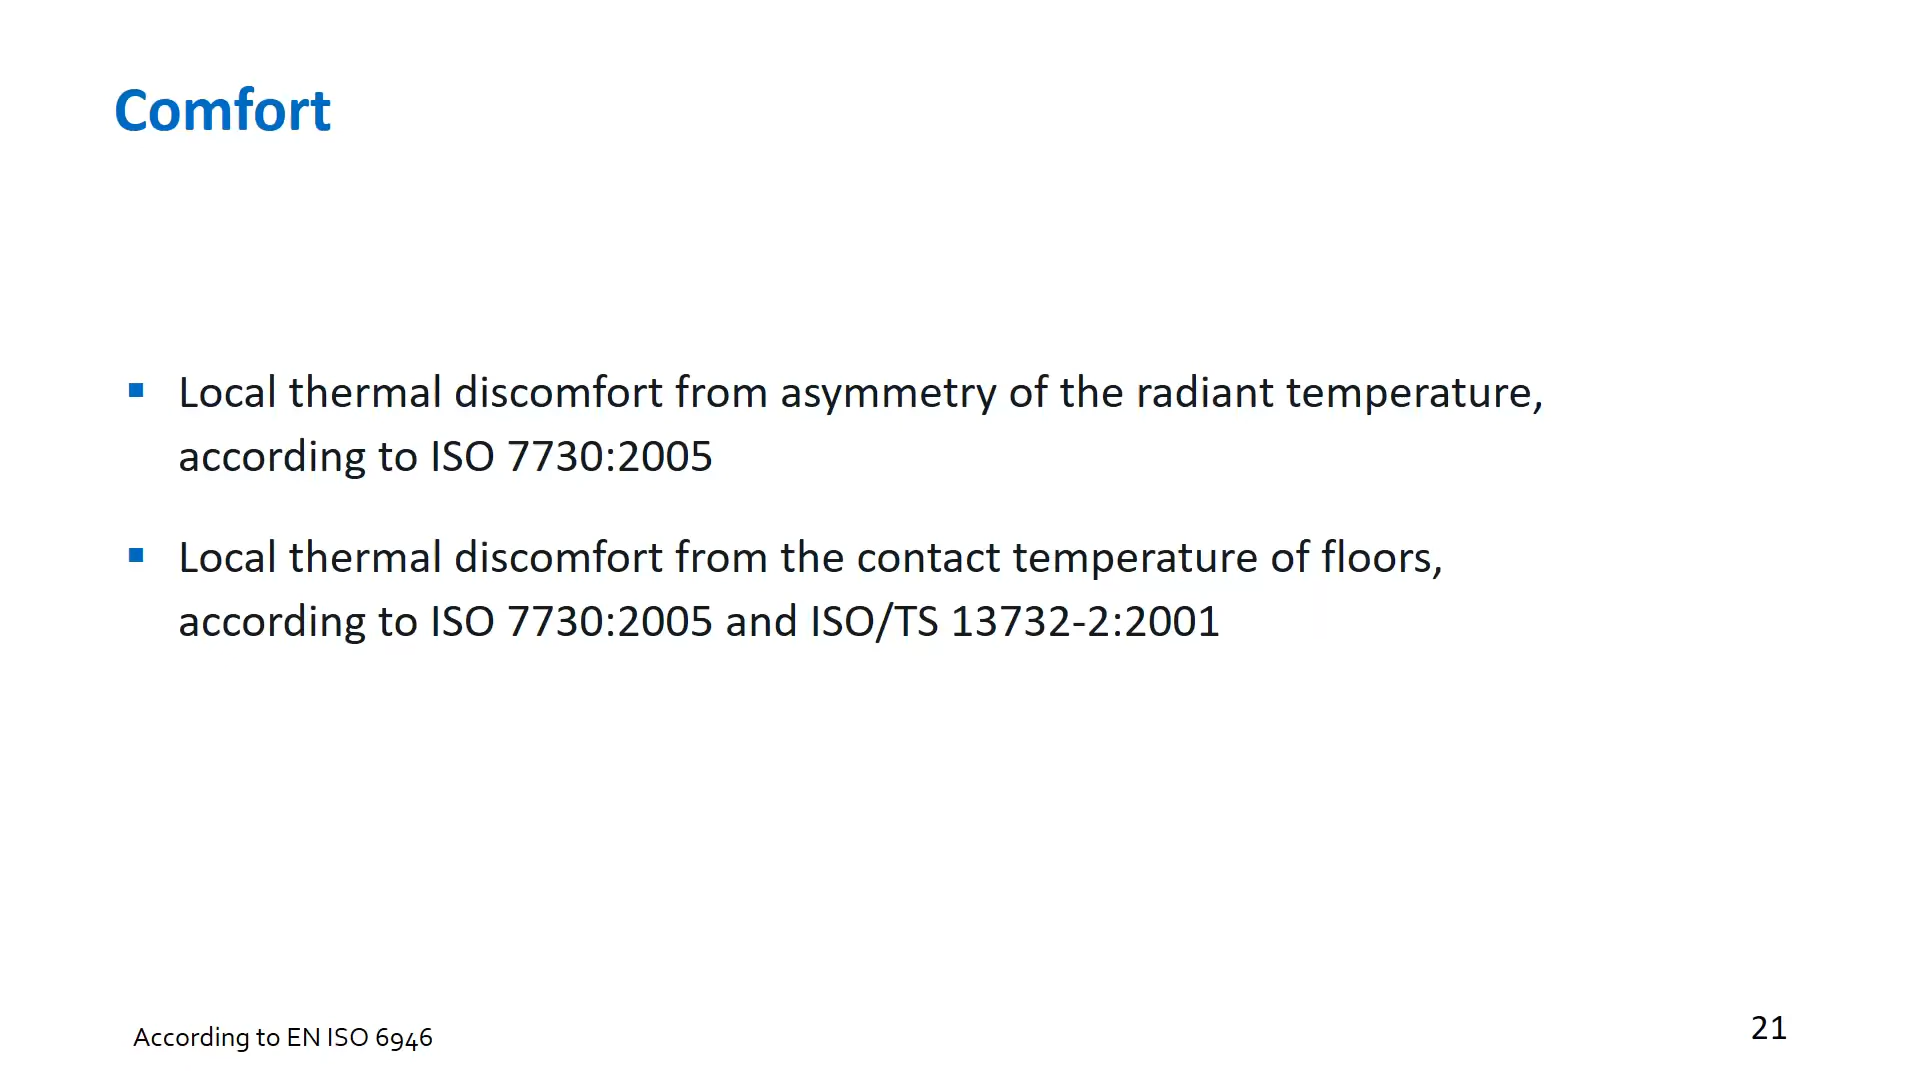 Comfort
Local thermal discomfort from asymmetry of the radiant temperature,
according to ISO 7730:2005
Local thermal discomfort from the contact temperature of floors,
according to ISO 7730:2005 and ISO/TS 13732-2:2001
According to EN ISO 6946
21